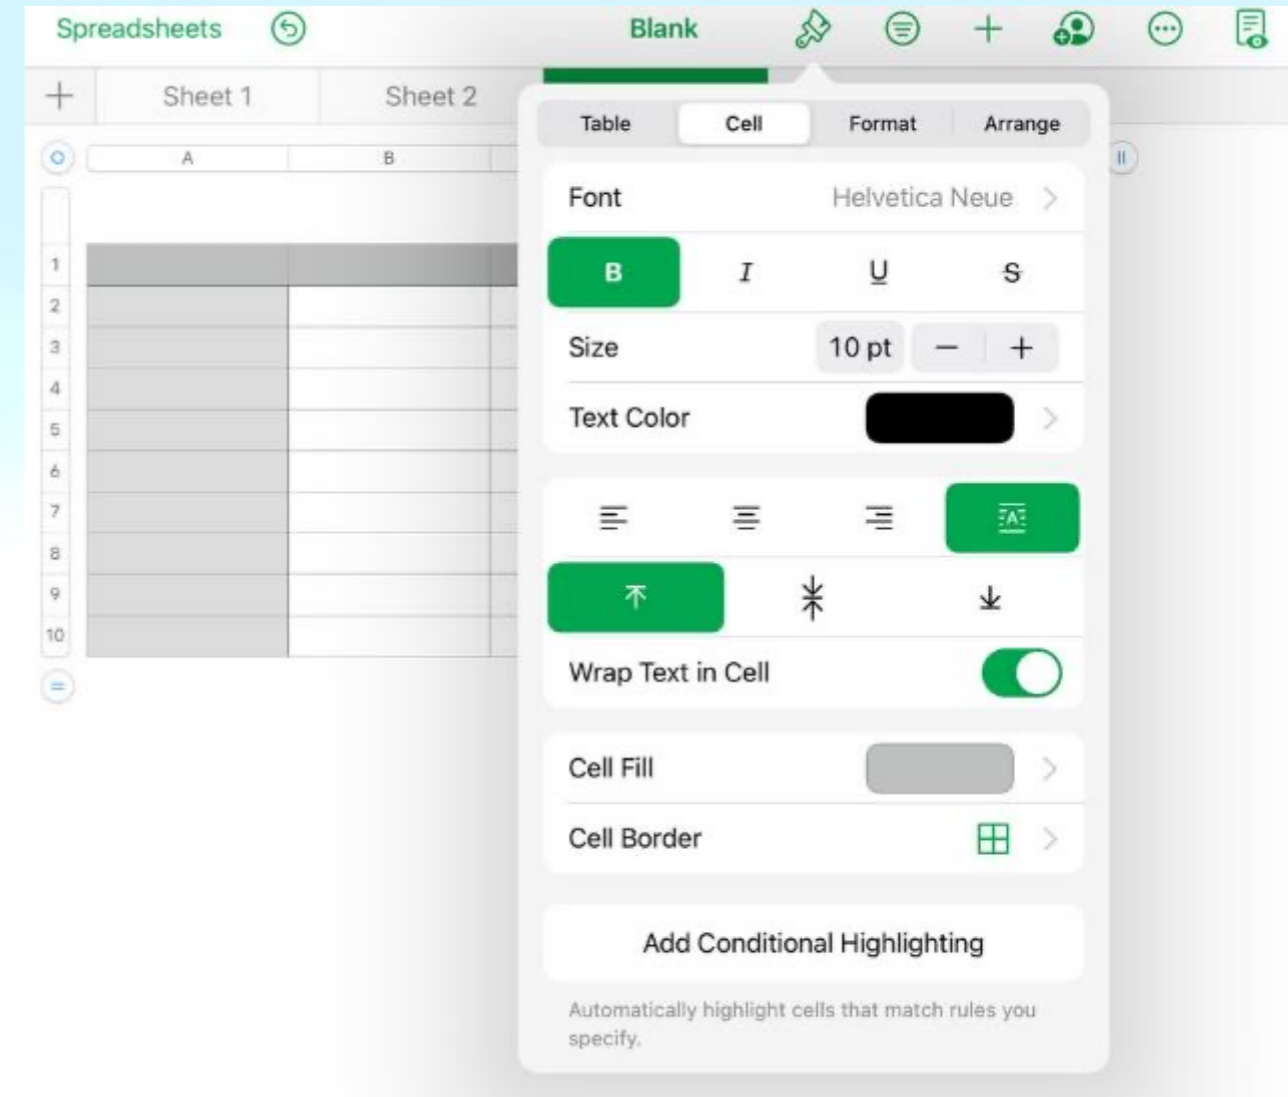 Spreadsheets Blank
Sheet 1 Sheet 2
Table Cell Format Arrange
A B
Font Helvetica Neue
B I U S
1
2
Size 10 pt
3
4
Text Color
5
6
7
8
9
10
Wrap Text in Cell
Cell Fill
Cell Border
Add Conditional Highlighting
Automatically highlight cells that match rules you
specify.